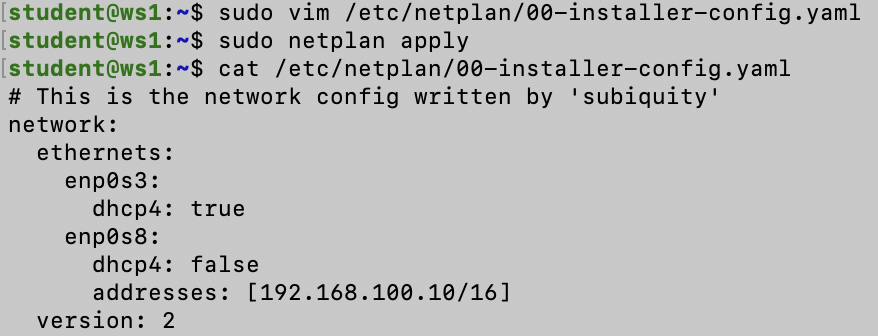 [student@ws1:~$ sudo vim /etc/netplan/00-installer-config.yaml
[student@ws1:~$ sudo netplan apply
[student@ws1:~$ cat /etc/netplan/00-installer-config.yaml
# This is the network config written by 'subiquity'
network:
  ethernets:
    enp0s3:
      dhcp4: true
    enp0s8:
      dhcp4: false
      addresses: [192.168.100.10/16]
  version: 2